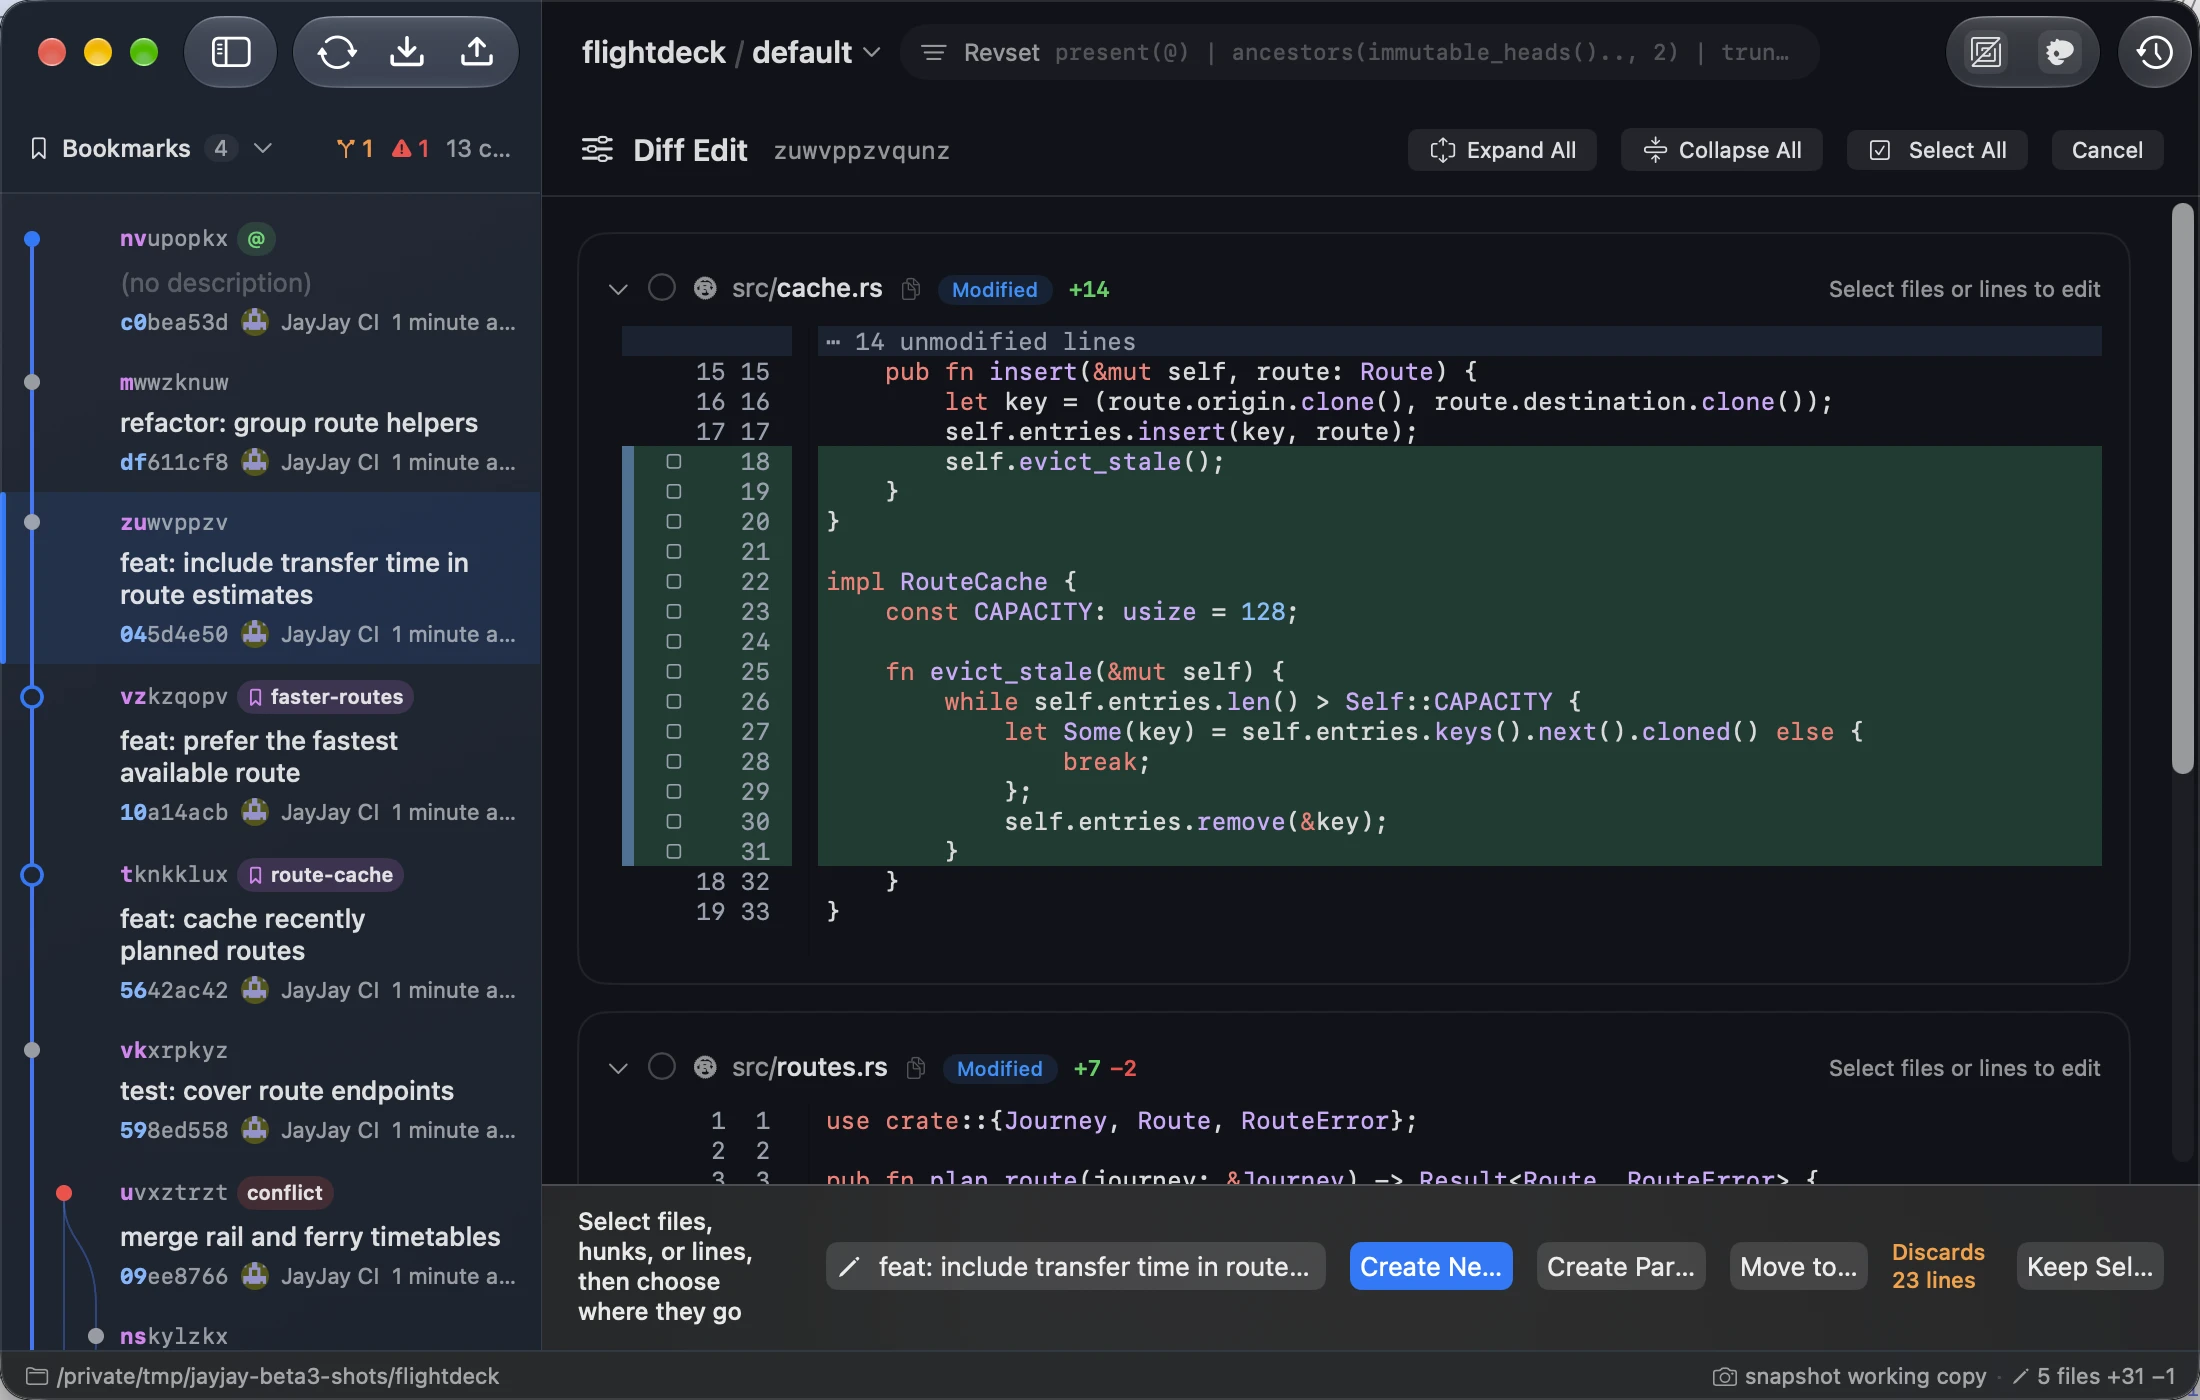 flightdeck / default
Revset present(@) | ancestors(immutable_heads().., 2) | trun…
Bookmarks 4
1 1 13 c…
Diff Edit zuwvppzvqunz
Expand All
Collapse All
Select All
Cancel
nvupopkx @
(no description)
c0bea53d JayJay CI 1 minute a…
mwwzknuw
refactor: group route helpers
df611cf8 JayJay CI 1 minute a…
zuwvppzv
feat: include transfer time in
route estimates
045d4e50 JayJay CI 1 minute a…
vzkzqopv faster-routes
feat: prefer the fastest
available route
10a14acb JayJay CI 1 minute a…
tknkklux route-cache
feat: cache recently
planned routes
5642ac42 JayJay CI 1 minute a…
vkxrpkyz
test: cover route endpoints
598ed558 JayJay CI 1 minute a…
uvxztrzt conflict
merge rail and ferry timetables
09ee8766 JayJay CI 1 minute a…
nskylzkx
src/cache.rs Modified +14
Select files or lines to edit
… 14 unmodified lines
15 15     pub fn insert(&mut self, route: Route) {
16 16         let key = (route.origin.clone(), route.destination.clone());
17 17         self.entries.insert(key, route);
18         self.evict_stale();
19     }
20 }
21
22 impl RouteCache {
23     const CAPACITY: usize = 128;
24
25     fn evict_stale(&mut self) {
26         while self.entries.len() > Self::CAPACITY {
27             let Some(key) = self.entries.keys().next().cloned() else {
28                 break;
29             };
30             self.entries.remove(&key);
31         }
18 32     }
19 33 }
src/routes.rs Modified +7 −2
Select files or lines to edit
1 1 use crate::{Journey, Route, RouteError};
2 2
3 3 pub fn plan_route(journey: &Journey) -> Result<Route, RouteError> {
Select files,
hunks, or lines,
then choose
where they go
feat: include transfer time in route…
Create Ne…
Create Par…
Move to…
Discards
23 lines
Keep Sel…
/private/tmp/jayjay-beta3-shots/flightdeck
snapshot working copy · 5 files +31 −1